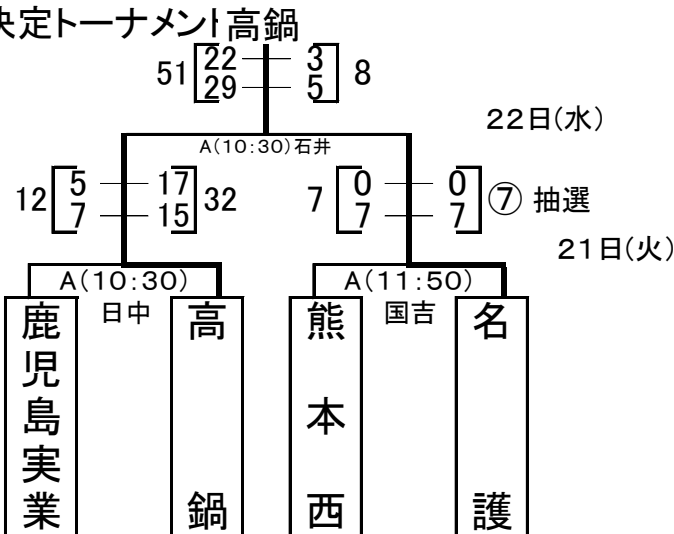 決定トーナメント高鍋
51 22 — 3 8
29 — 5
22日(水)
A(10:30)石井
12 5 — 17 32
7 — 15
7 0 — 0 ⑦ 抽選
7 — 7
21日(火)
A(10:30)
日中
A(11:50)
国吉
鹿児島実業
高鍋
熊本西
名護